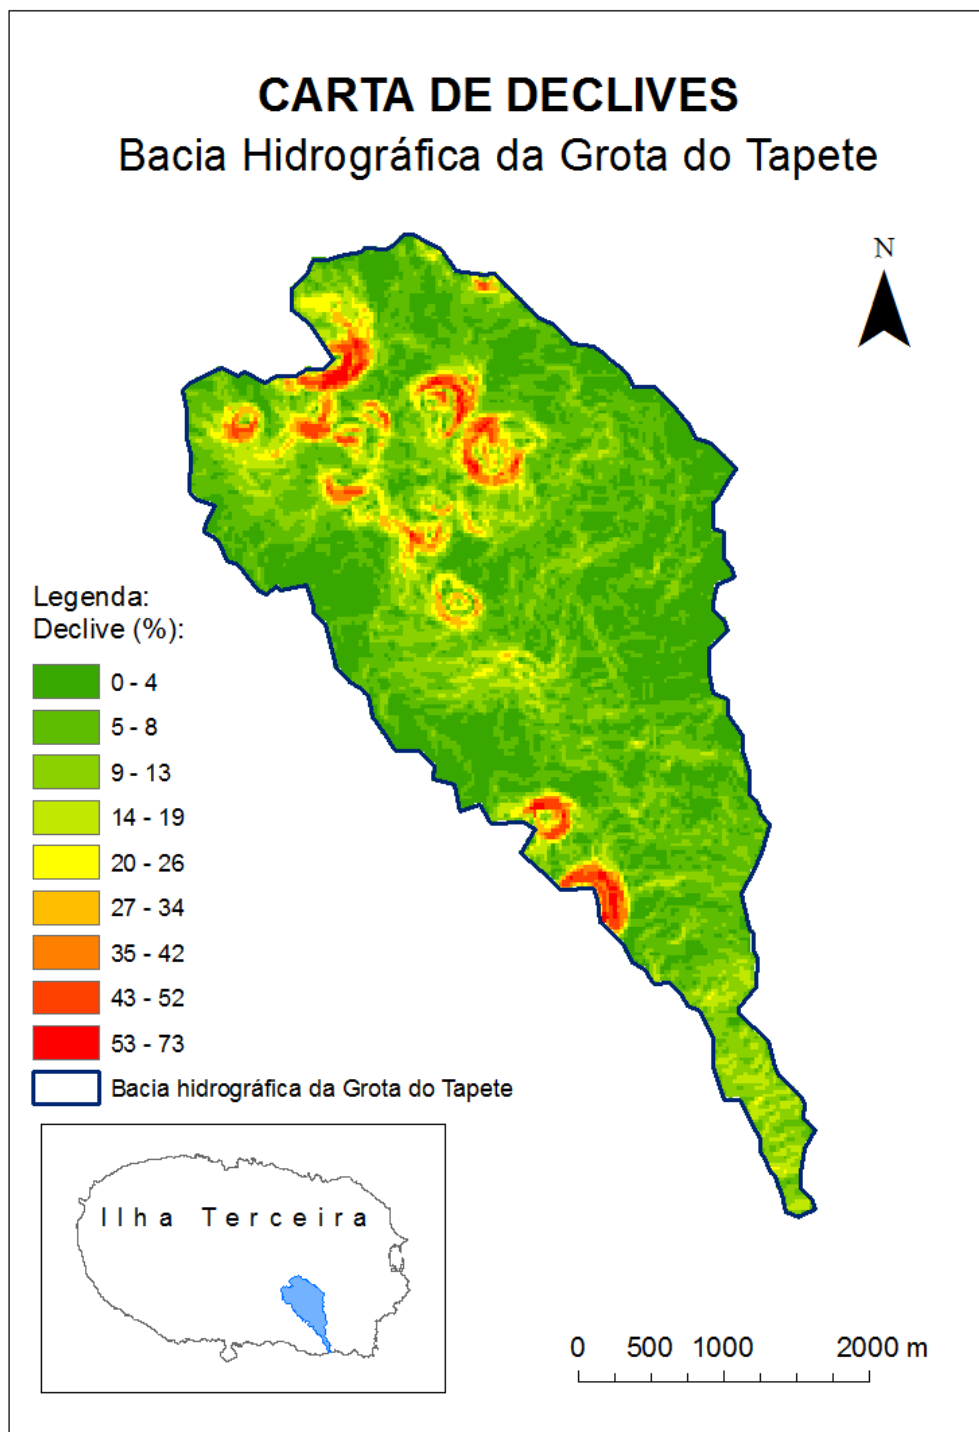 CARTA DE DECLIVES
Bacia Hidrográfica da Grota do Tapete
N
Legenda:
Declive (%):
0 - 4
5 - 8
9 - 13
14 - 19
20 - 26
27 - 34
35 - 42
43 - 52
53 - 73
Bacia hidrográfica da Grota do Tapete
Ilha Terceira
0 500 1000 2000 m